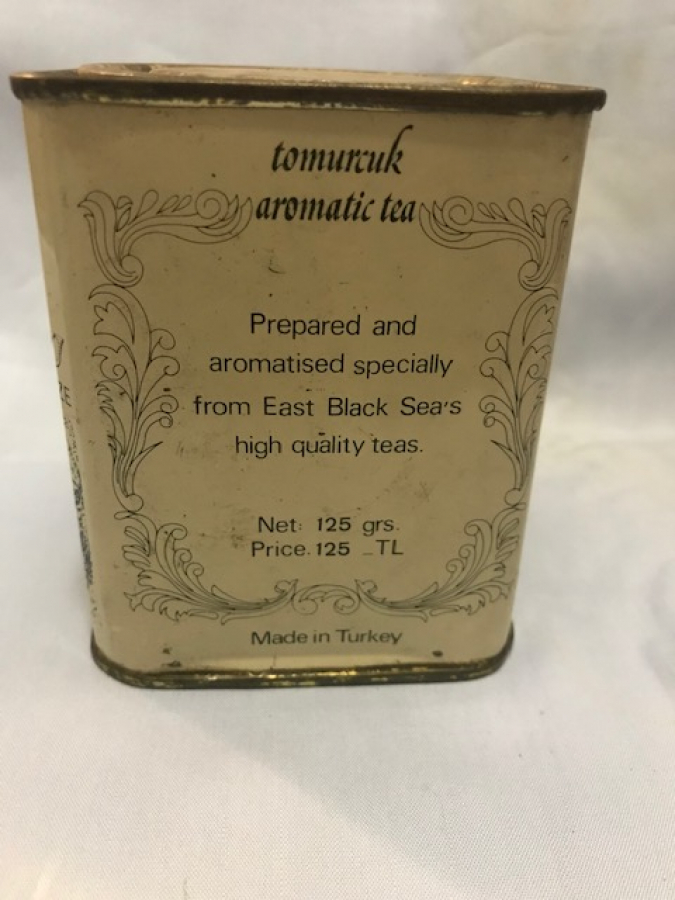 tomurcuk
aromatic tea
Prepared and
aromatised specially
from East Black Sea's
high quality teas.
Net: 125 grs.
Price. 125 _ TL
Made in Turkey